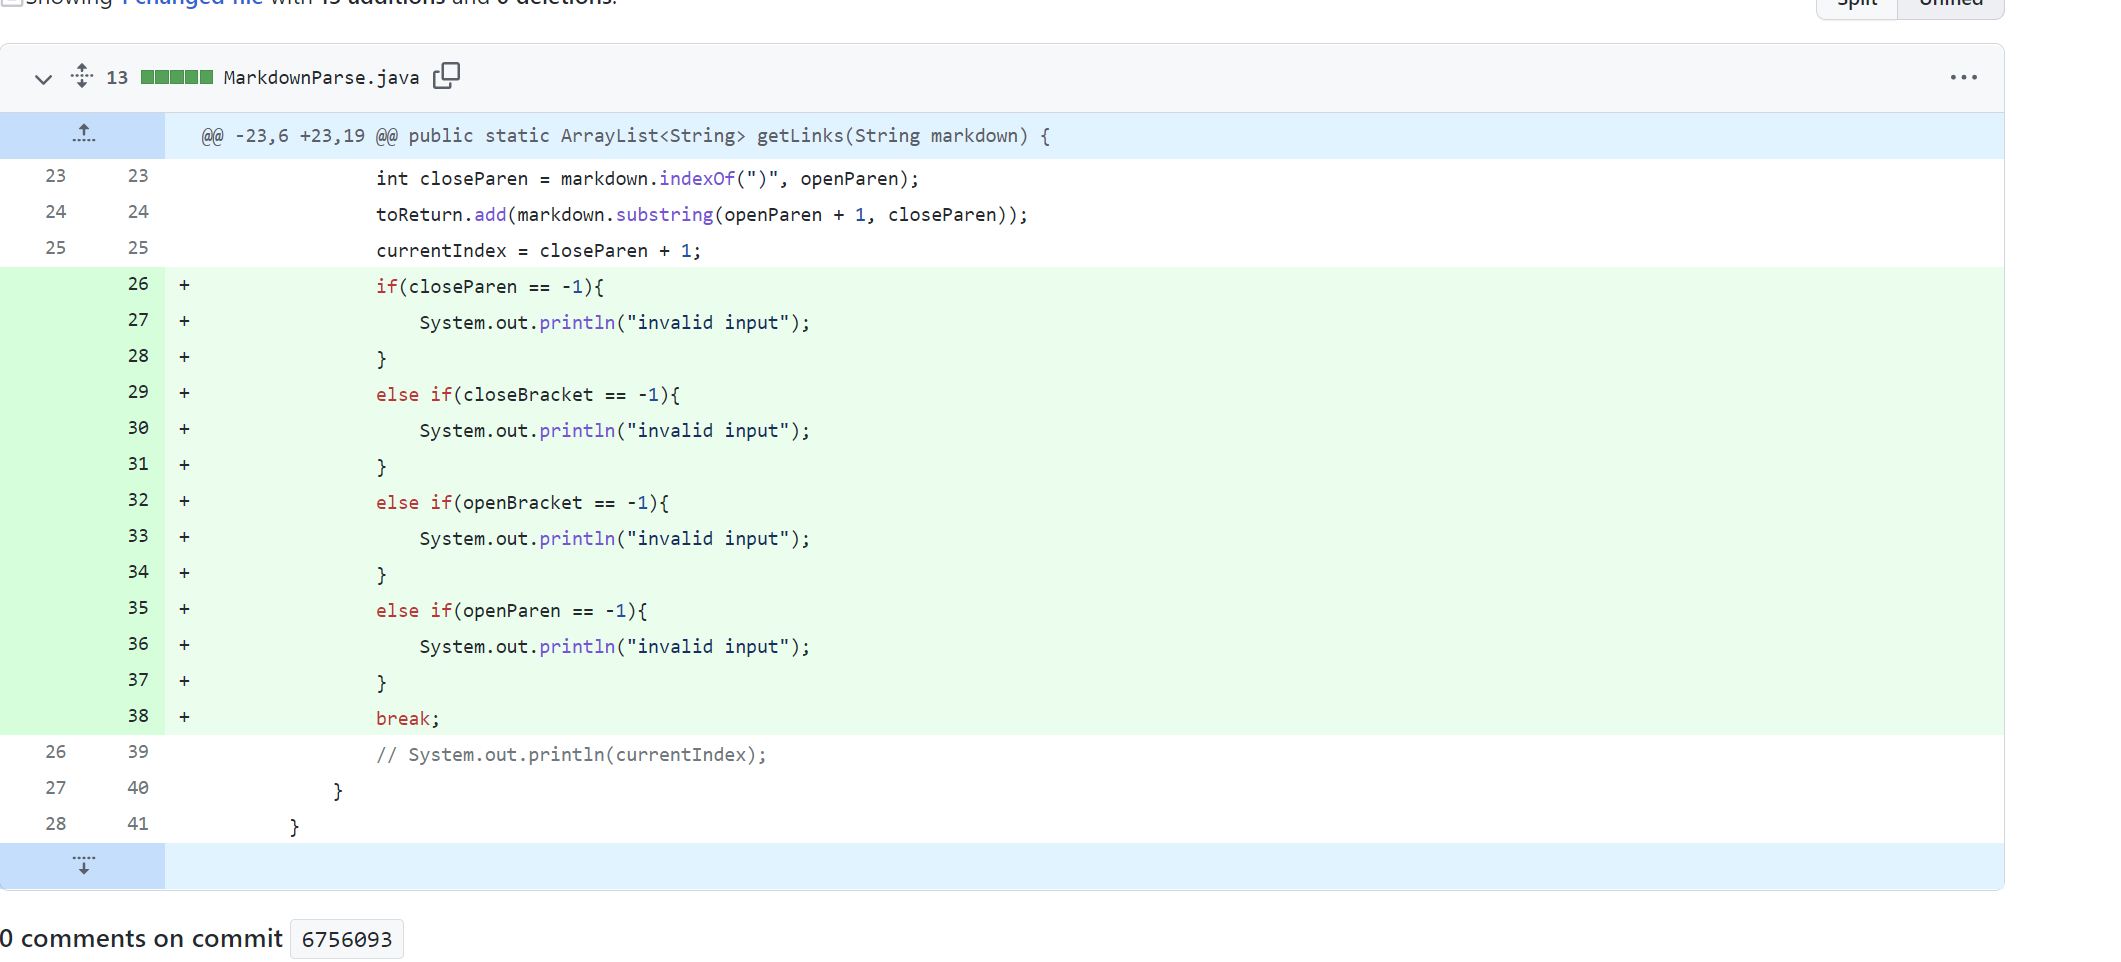 Showing 1 changed file with 13 additions and 0 deletions.
Split Unified
13 MarkdownParse.java
@@ -23,6 +23,19 @@ public static ArrayList<String> getLinks(String markdown) {
23 23 int closeParen = markdown.indexOf(")", openParen);
24 24 toReturn.add(markdown.substring(openParen + 1, closeParen));
25 25 currentIndex = closeParen + 1;
26 + if(closeParen == -1){
27 + System.out.println("invalid input");
28 + }
29 + else if(closeBracket == -1){
30 + System.out.println("invalid input");
31 + }
32 + else if(openBracket == -1){
33 + System.out.println("invalid input");
34 + }
35 + else if(openParen == -1){
36 + System.out.println("invalid input");
37 + }
38 + break;
26 39 // System.out.println(currentIndex);
27 40 }
28 41 }
0 comments on commit 6756093